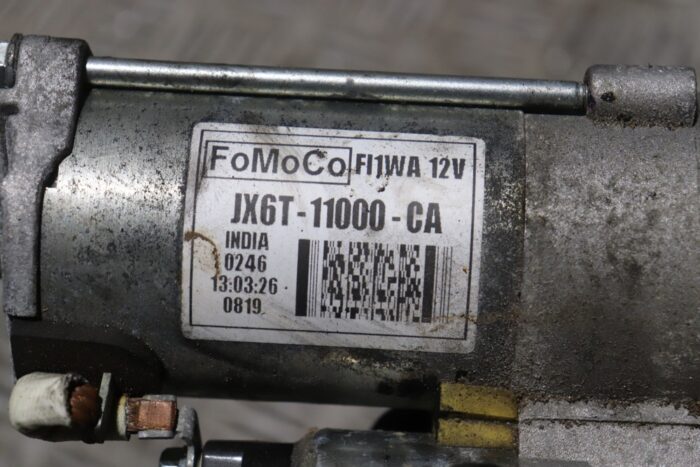 FoMoCo FI1WA 12V
JX6T-11000-CA
INDIA
0246
13:03:26
0819